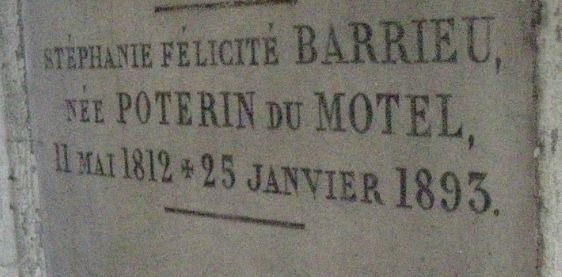 STÉPHANIE FÉLICITÉ BARRIEU,
NÉE POTERIN DU MOTEL,
11 MAI 1812 * 25 JANVIER 1893.